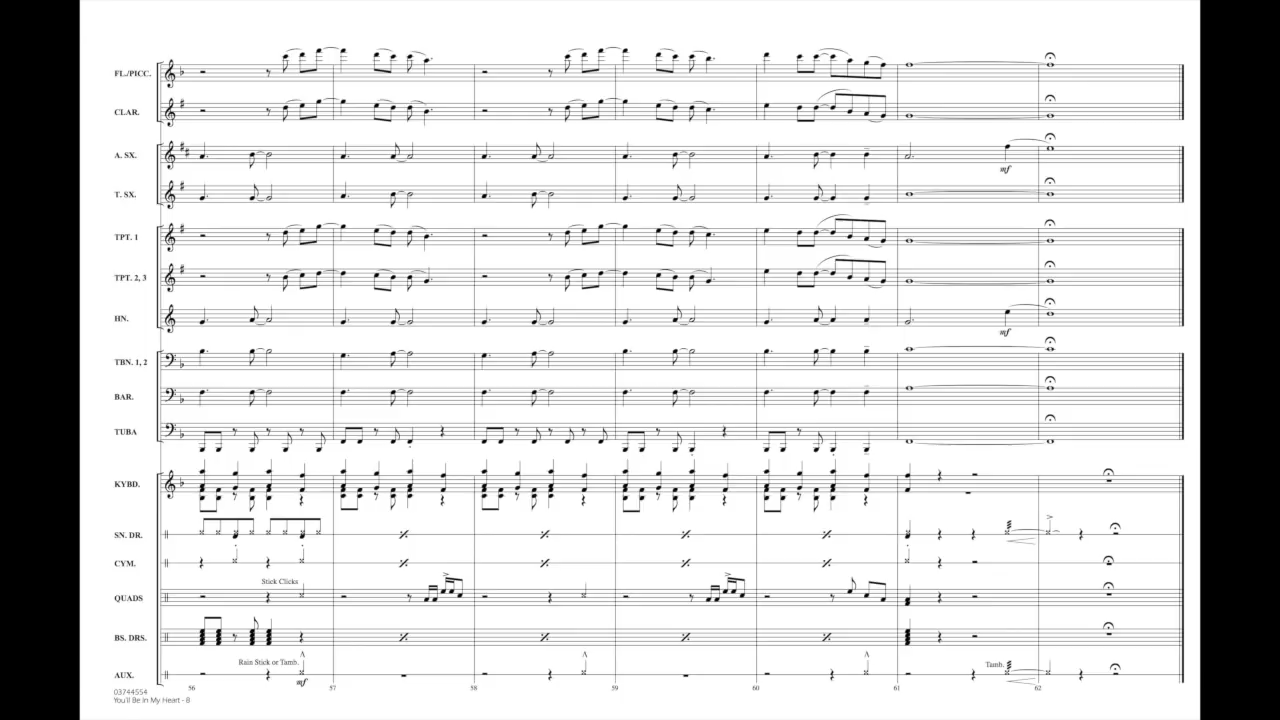 FL./PICC.
CLAR.
A. SX.
T. SX.
TPT. 1
TPT. 2, 3
HN.
TBN. 1, 2
BAR.
TUBA
KYBD.
SN. DR.
CYM.
QUADS
BS. DRS.
AUX.
mf
mf
Stick Clicks
Rain Stick or Tamb.
mf
Tamb.
56 57 58 59 60 61 62
03744554
You'll Be In My Heart - 8